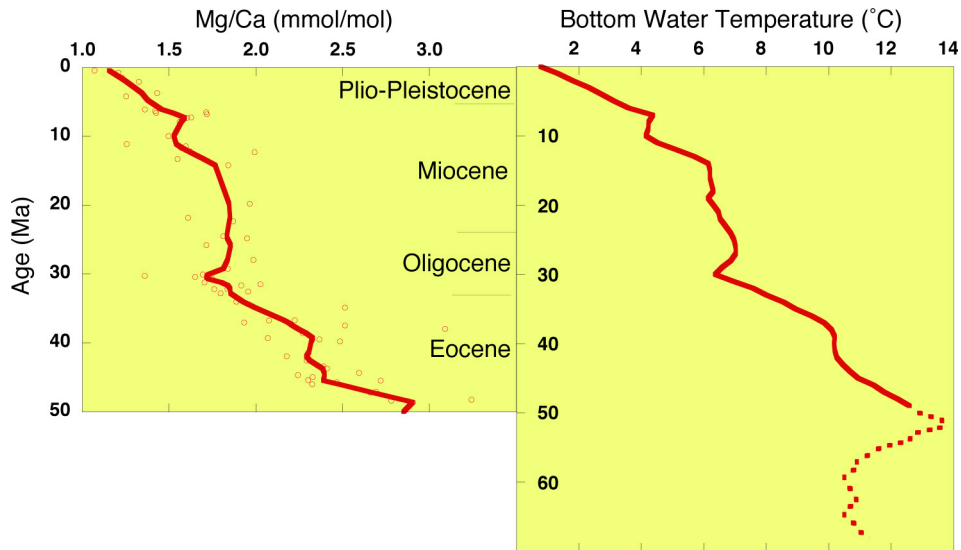 Mg/Ca (mmol/mol)
Bottom Water Temperature (˚C)
1.0 1.5 2.0 2.5 3.0
2 4 6 8 10 12 14
Age (Ma)
0
10
20
30
40
50
Plio-Pleistocene
Miocene
Oligocene
Eocene
10
20
30
40
50
60